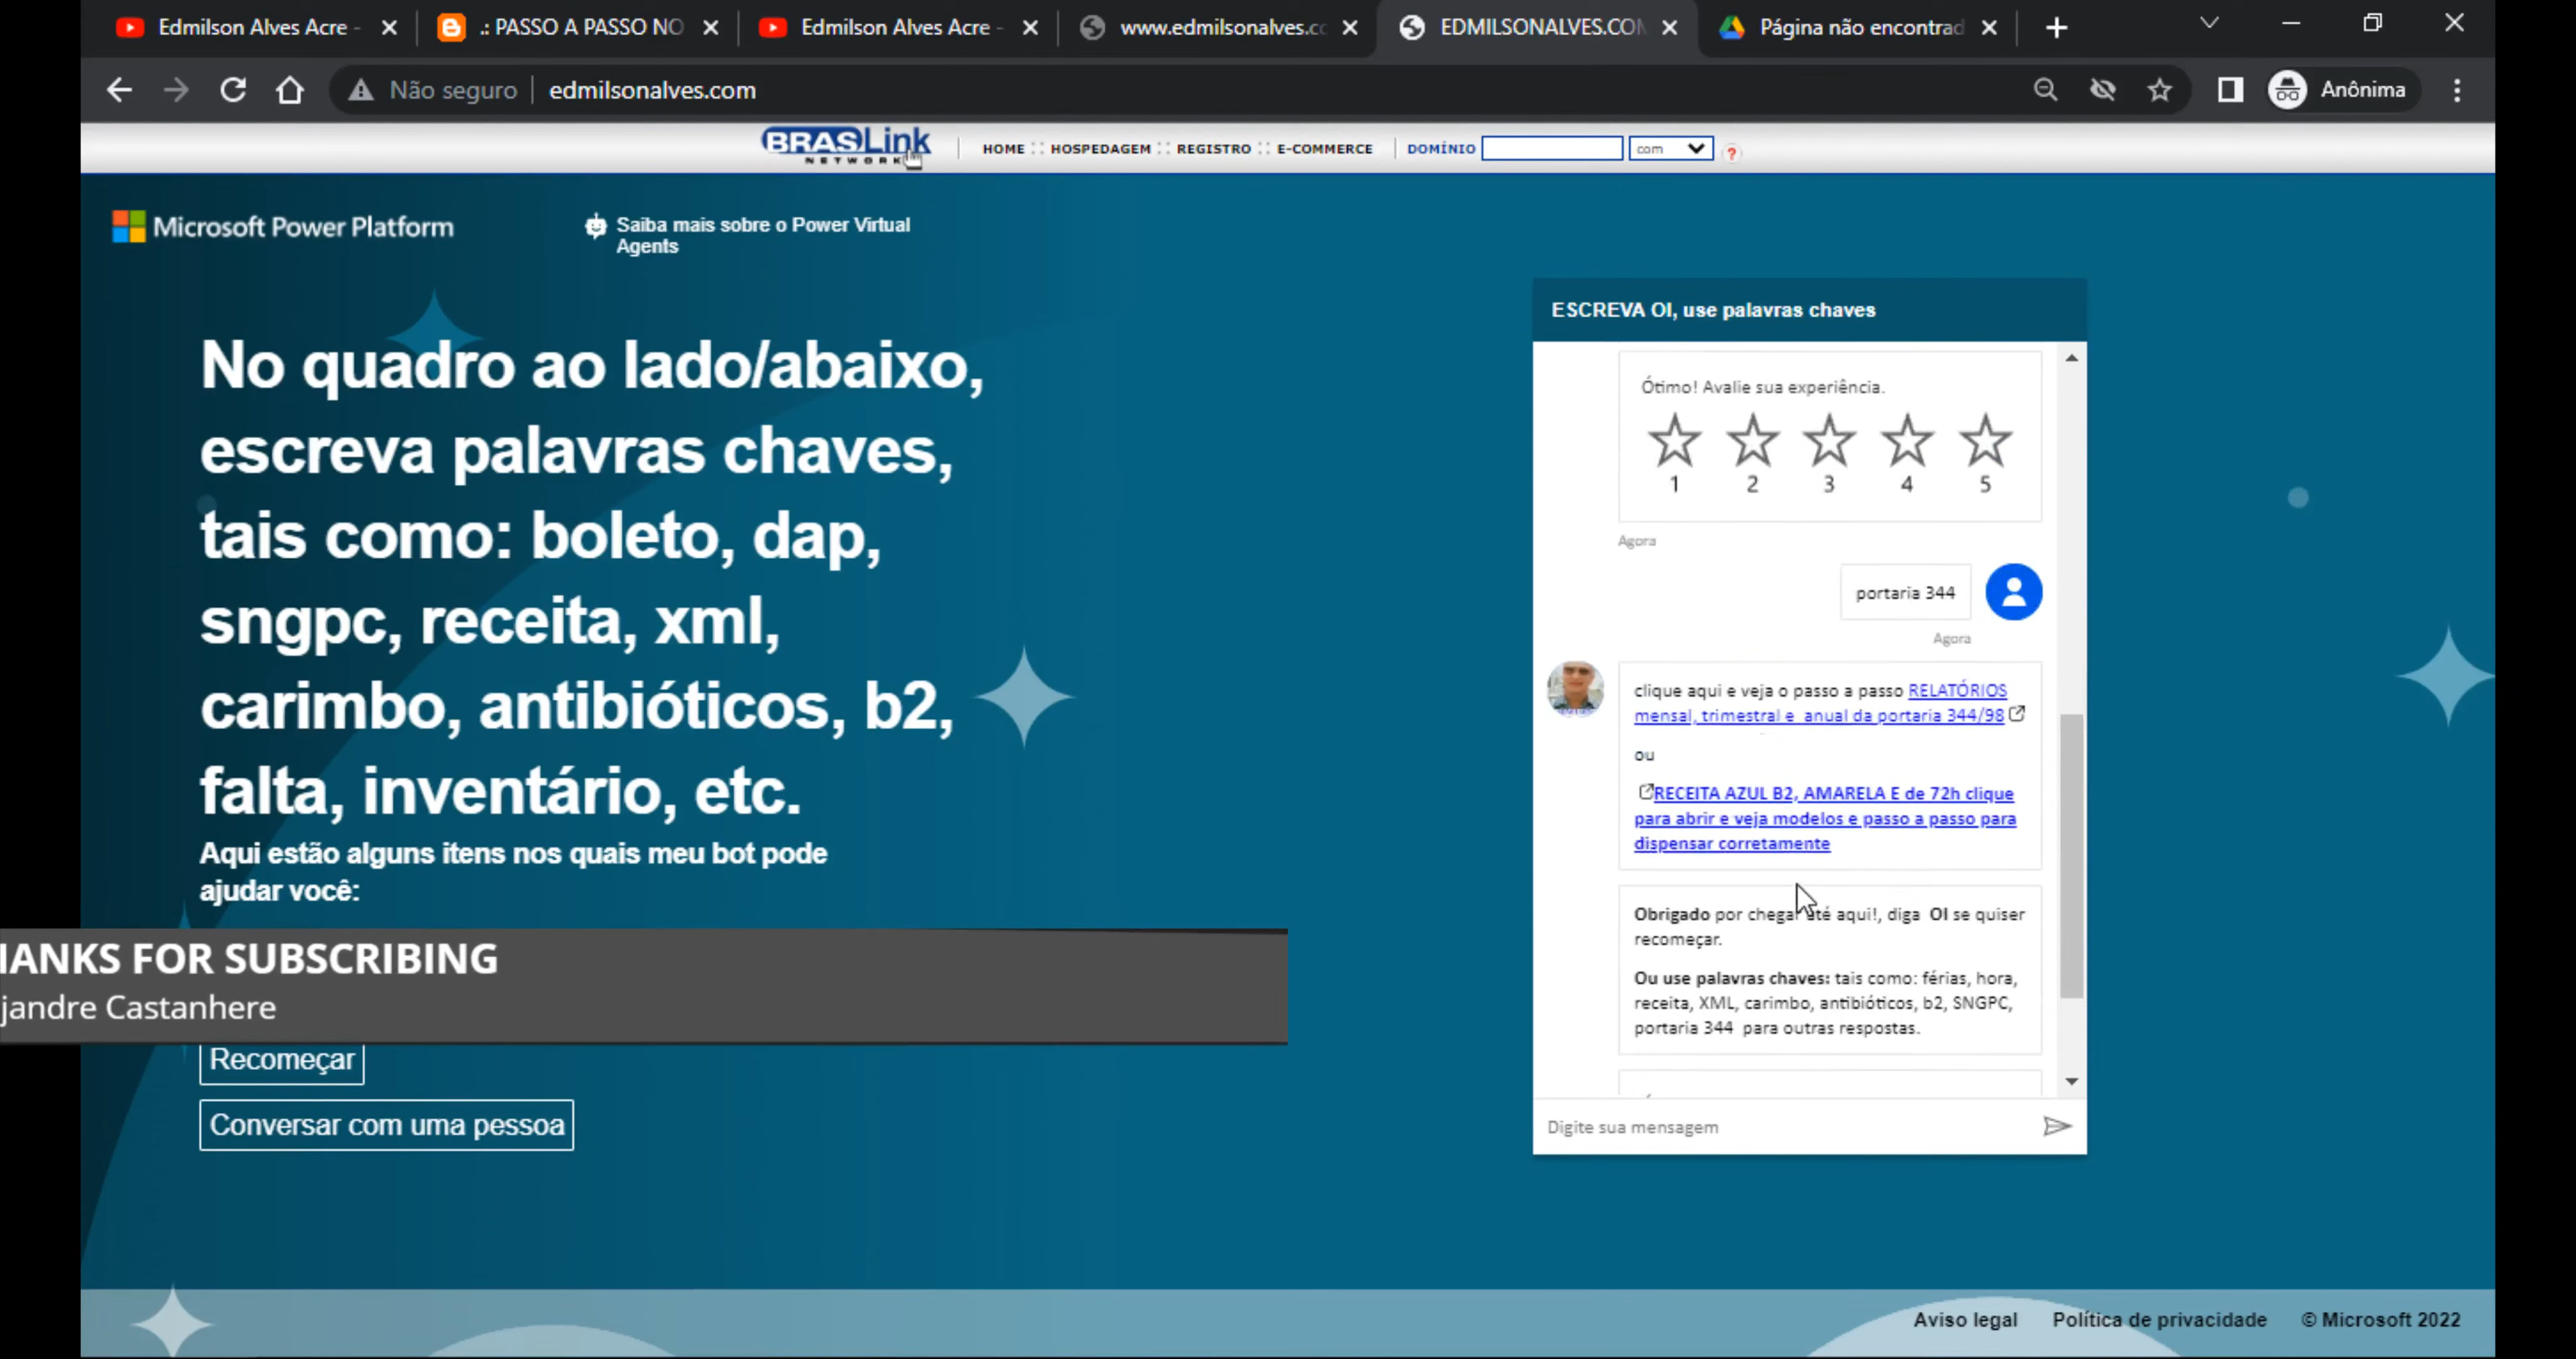 Edmilson Alves Acre -
.: PASSO A PASSO NO
Edmilson Alves Acre -
www.edmilsonalves.co
EDMILSONALVES.COM
Página não encontrad
Não seguro
edmilsonalves.com
Anônima
BRASLink
NETWORK
HOME :: HOSPEDAGEM :: REGISTRO :: E-COMMERCE
DOMÍNIO
com
?
Microsoft Power Platform
Saiba mais sobre o Power Virtual
Agents
No quadro ao lado/abaixo,
escreva palavras chaves,
tais como: boleto, dap,
sngpc, receita, xml,
carimbo, antibióticos, b2,
falta, inventário, etc.
Aqui estão alguns itens nos quais meu bot pode
ajudar você:
HANKS FOR SUBSCRIBING
jandre Castanhere
Recomeçar
Conversar com uma pessoa
ESCREVA OI, use palavras chaves
Ótimo! Avalie sua experiência.
1 2 3 4 5
Agora
portaria 344
Agora
clique aqui e veja o passo a passo RELATÓRIOS
mensal, trimestral e anual da portaria 344/98
ou
RECEITA AZUL B2, AMARELA E de 72h clique
para abrir e veja modelos e passo a passo para
dispensar corretamente
Obrigado por chegar até aqui!, diga OI se quiser
recomeçar.
Ou use palavras chaves: tais como: férias, hora,
receita, XML, carimbo, antibióticos, b2, SNGPC,
portaria 344 para outras respostas.
Digite sua mensagem
Aviso legal
Política de privacidade
© Microsoft 2022